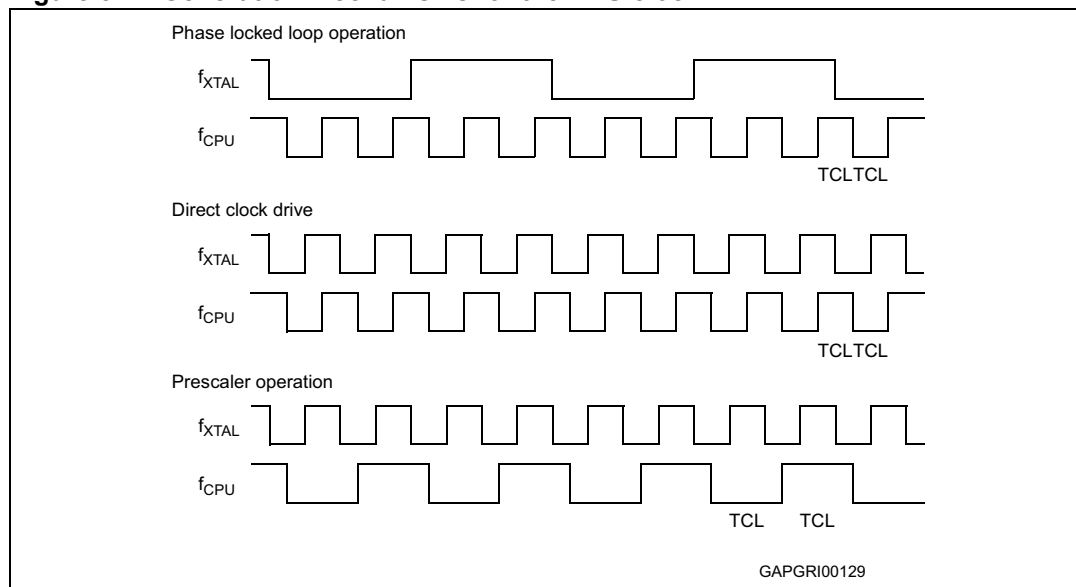 Phase locked loop operation
fXTAL
fCPU
TCLTCL
Direct clock drive
fXTAL
fCPU
TCLTCL
Prescaler operation
fXTAL
fCPU
TCL TCL
GAPGRI00129